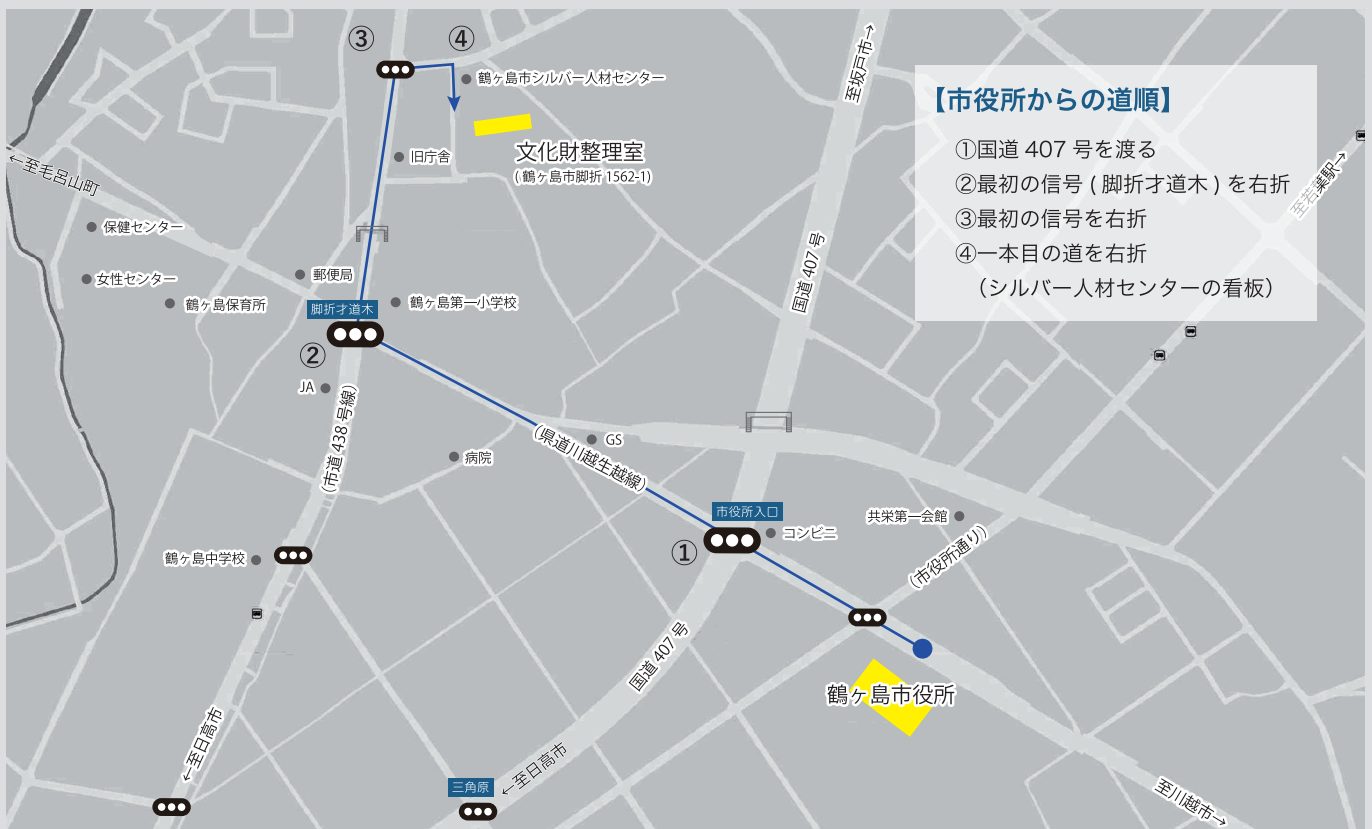 ③
④
鶴ヶ島市シルバー人材センター
至坂戸市→
【市役所からの道順】
①国道 407 号を渡る
②最初の信号 ( 脚折才道木 ) を右折
③最初の信号を右折
④一本目の道を右折
（シルバー人材センターの看板）
旧庁舎
文化財整理室
( 鶴ヶ島市脚折 1562-1)
←至毛呂山町
至若葉駅→
保健センター
女性センター
郵便局
鶴ヶ島保育所
鶴ヶ島第一小学校
国道 407 号
脚折才道木
②
JA
（市道 438 号線）
GS
（県道川越生越線）
病院
市役所入口
コンビニ
①
共栄第一会館
（市役所通り）
鶴ヶ島中学校
国道 407 号
鶴ヶ島市役所
←至日高市
←至日高市
三角原
至川越市→